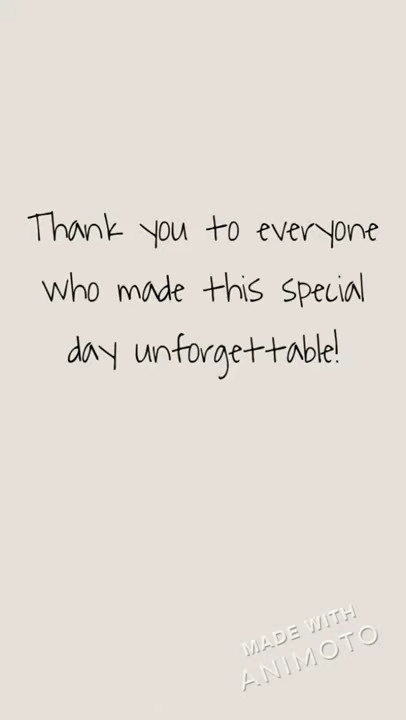 Thank you to everyone
who made this special
day unforgettable!
MADE WITH
ANIMOTO